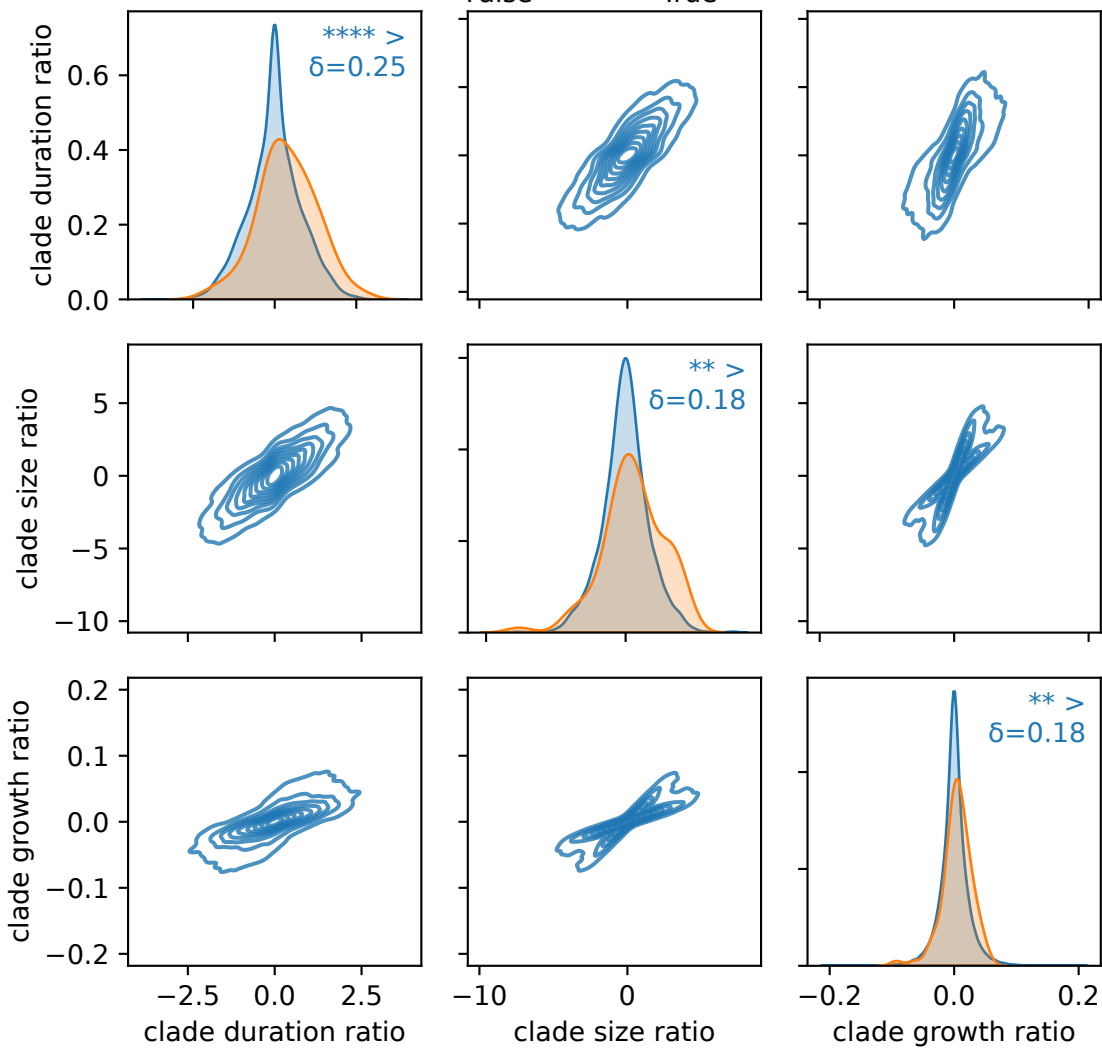 clade duration ratio
0.6
0.4
0.2
0.0
**** >
δ=0.25
clade size ratio
5
0
−5
−10
** >
δ=0.18
clade growth ratio
0.2
0.1
0.0
−0.1
−0.2
** >
δ=0.18
−2.5 0.0 2.5
−10 0
−0.2 0.0 0.2
clade duration ratio
clade size ratio
clade growth ratio